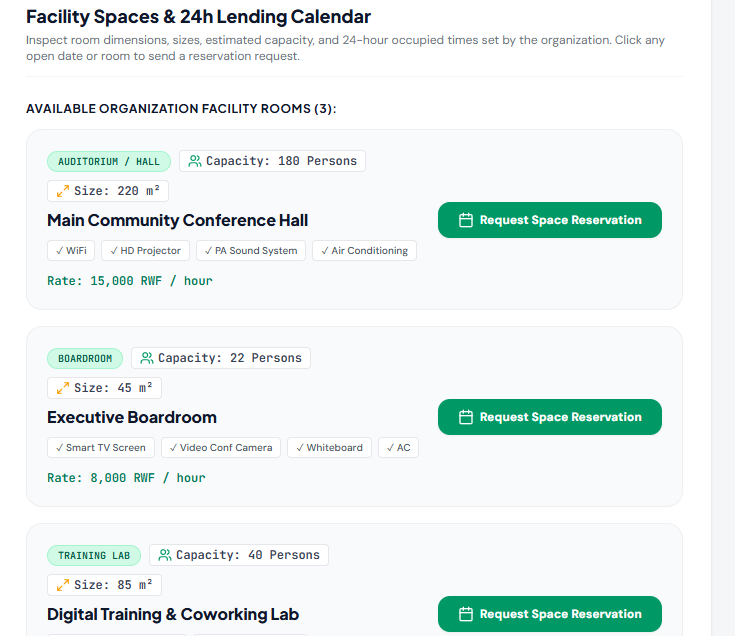 Facility Spaces & 24h Lending Calendar
Inspect room dimensions, sizes, estimated capacity, and 24-hour occupied times set by the organization. Click any
open date or room to send a reservation request.
AVAILABLE ORGANIZATION FACILITY ROOMS (3):
AUDITORIUM / HALL
Capacity: 180 Persons
Size: 220 m²
Main Community Conference Hall
Request Space Reservation
✓ WiFi ✓ HD Projector ✓ PA Sound System ✓ Air Conditioning
Rate: 15,000 RWF / hour
BOARDROOM
Capacity: 22 Persons
Size: 45 m²
Executive Boardroom
Request Space Reservation
✓ Smart TV Screen ✓ Video Conf Camera ✓ Whiteboard ✓ AC
Rate: 8,000 RWF / hour
TRAINING LAB
Capacity: 40 Persons
Size: 85 m²
Digital Training & Coworking Lab
Request Space Reservation